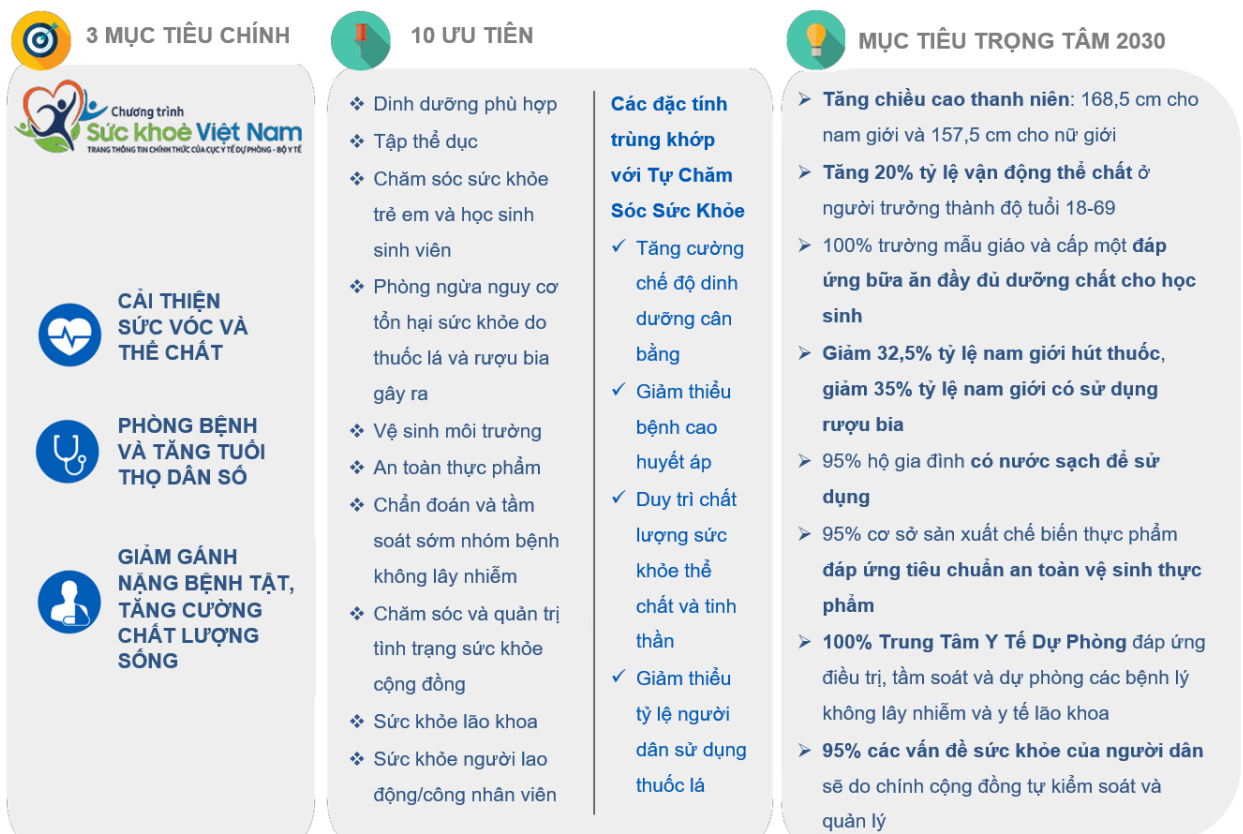 3 MỤC TIÊU CHÍNH
Chương trình
Sức khoẻ Việt Nam
TRANG THÔNG TIN CHÍNH THỨC CỦA CỤC Y TẾ DỰ PHÒNG - BỘ Y TẾ
CẢI THIỆN
SỨC VÓC VÀ
THỂ CHẤT
PHÒNG BỆNH
VÀ TĂNG TUỔI
THỌ DÂN SỐ
GIẢM GÁNH
NẶNG BỆNH TẬT,
TĂNG CƯỜNG
CHẤT LƯỢNG
SỐNG
10 ƯU TIÊN
❖ Dinh dưỡng phù hợp
❖ Tập thể dục
❖ Chăm sóc sức khỏe
trẻ em và học sinh
sinh viên
❖ Phòng ngừa nguy cơ
tổn hại sức khỏe do
thuốc lá và rượu bia
gây ra
❖ Vệ sinh môi trường
❖ An toàn thực phẩm
❖ Chẩn đoán và tầm
soát sớm nhóm bệnh
không lây nhiễm
❖ Chăm sóc và quản trị
tình trạng sức khỏe
cộng đồng
❖ Sức khỏe lão khoa
❖ Sức khỏe người lao
động/công nhân viên
Các đặc tính
trùng khớp
với Tự Chăm
Sóc Sức Khỏe
✓ Tăng cường
chế độ dinh
dưỡng cân
bằng
✓ Giảm thiểu
bệnh cao
huyết áp
✓ Duy trì chất
lượng sức
khỏe thể
chất và tinh
thần
✓ Giảm thiểu
tỷ lệ người
dân sử dụng
thuốc lá
MỤC TIÊU TRỌNG TÂM 2030
➢ Tăng chiều cao thanh niên: 168,5 cm cho
nam giới và 157,5 cm cho nữ giới
➢ Tăng 20% tỷ lệ vận động thể chất ở
người trưởng thành độ tuổi 18-69
➢ 100% trường mẫu giáo và cấp một đáp
ứng bữa ăn đầy đủ dưỡng chất cho học
sinh
➢ Giảm 32,5% tỷ lệ nam giới hút thuốc,
giảm 35% tỷ lệ nam giới có sử dụng
rượu bia
➢ 95% hộ gia đình có nước sạch để sử
dụng
➢ 95% cơ sở sản xuất chế biến thực phẩm
đáp ứng tiêu chuẩn an toàn vệ sinh thực
phẩm
➢ 100% Trung Tâm Y Tế Dự Phòng đáp ứng
điều trị, tầm soát và dự phòng các bệnh lý
không lây nhiễm và y tế lão khoa
➢ 95% các vấn đề sức khỏe của người dân
sẽ do chính cộng đồng tự kiểm soát và
quản lý